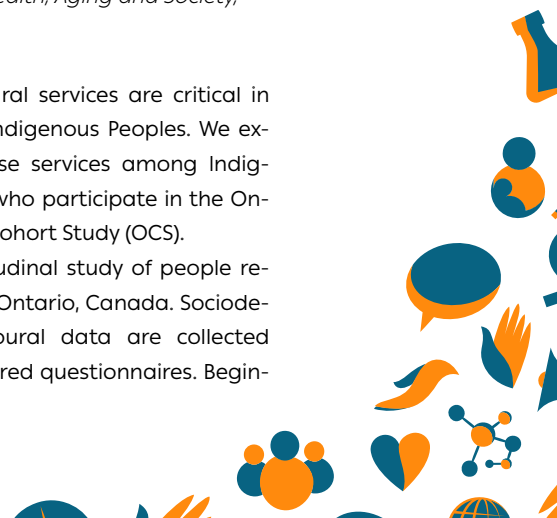 ealth, Aging and Society,
ral services are critical in
ndigenous Peoples. We ex-
se services among Indig-
who participate in the On-
ohort Study (OCS).
udinal study of people re-
Ontario, Canada. Sociode-
oural data are collected
red questionnaires. Begin-